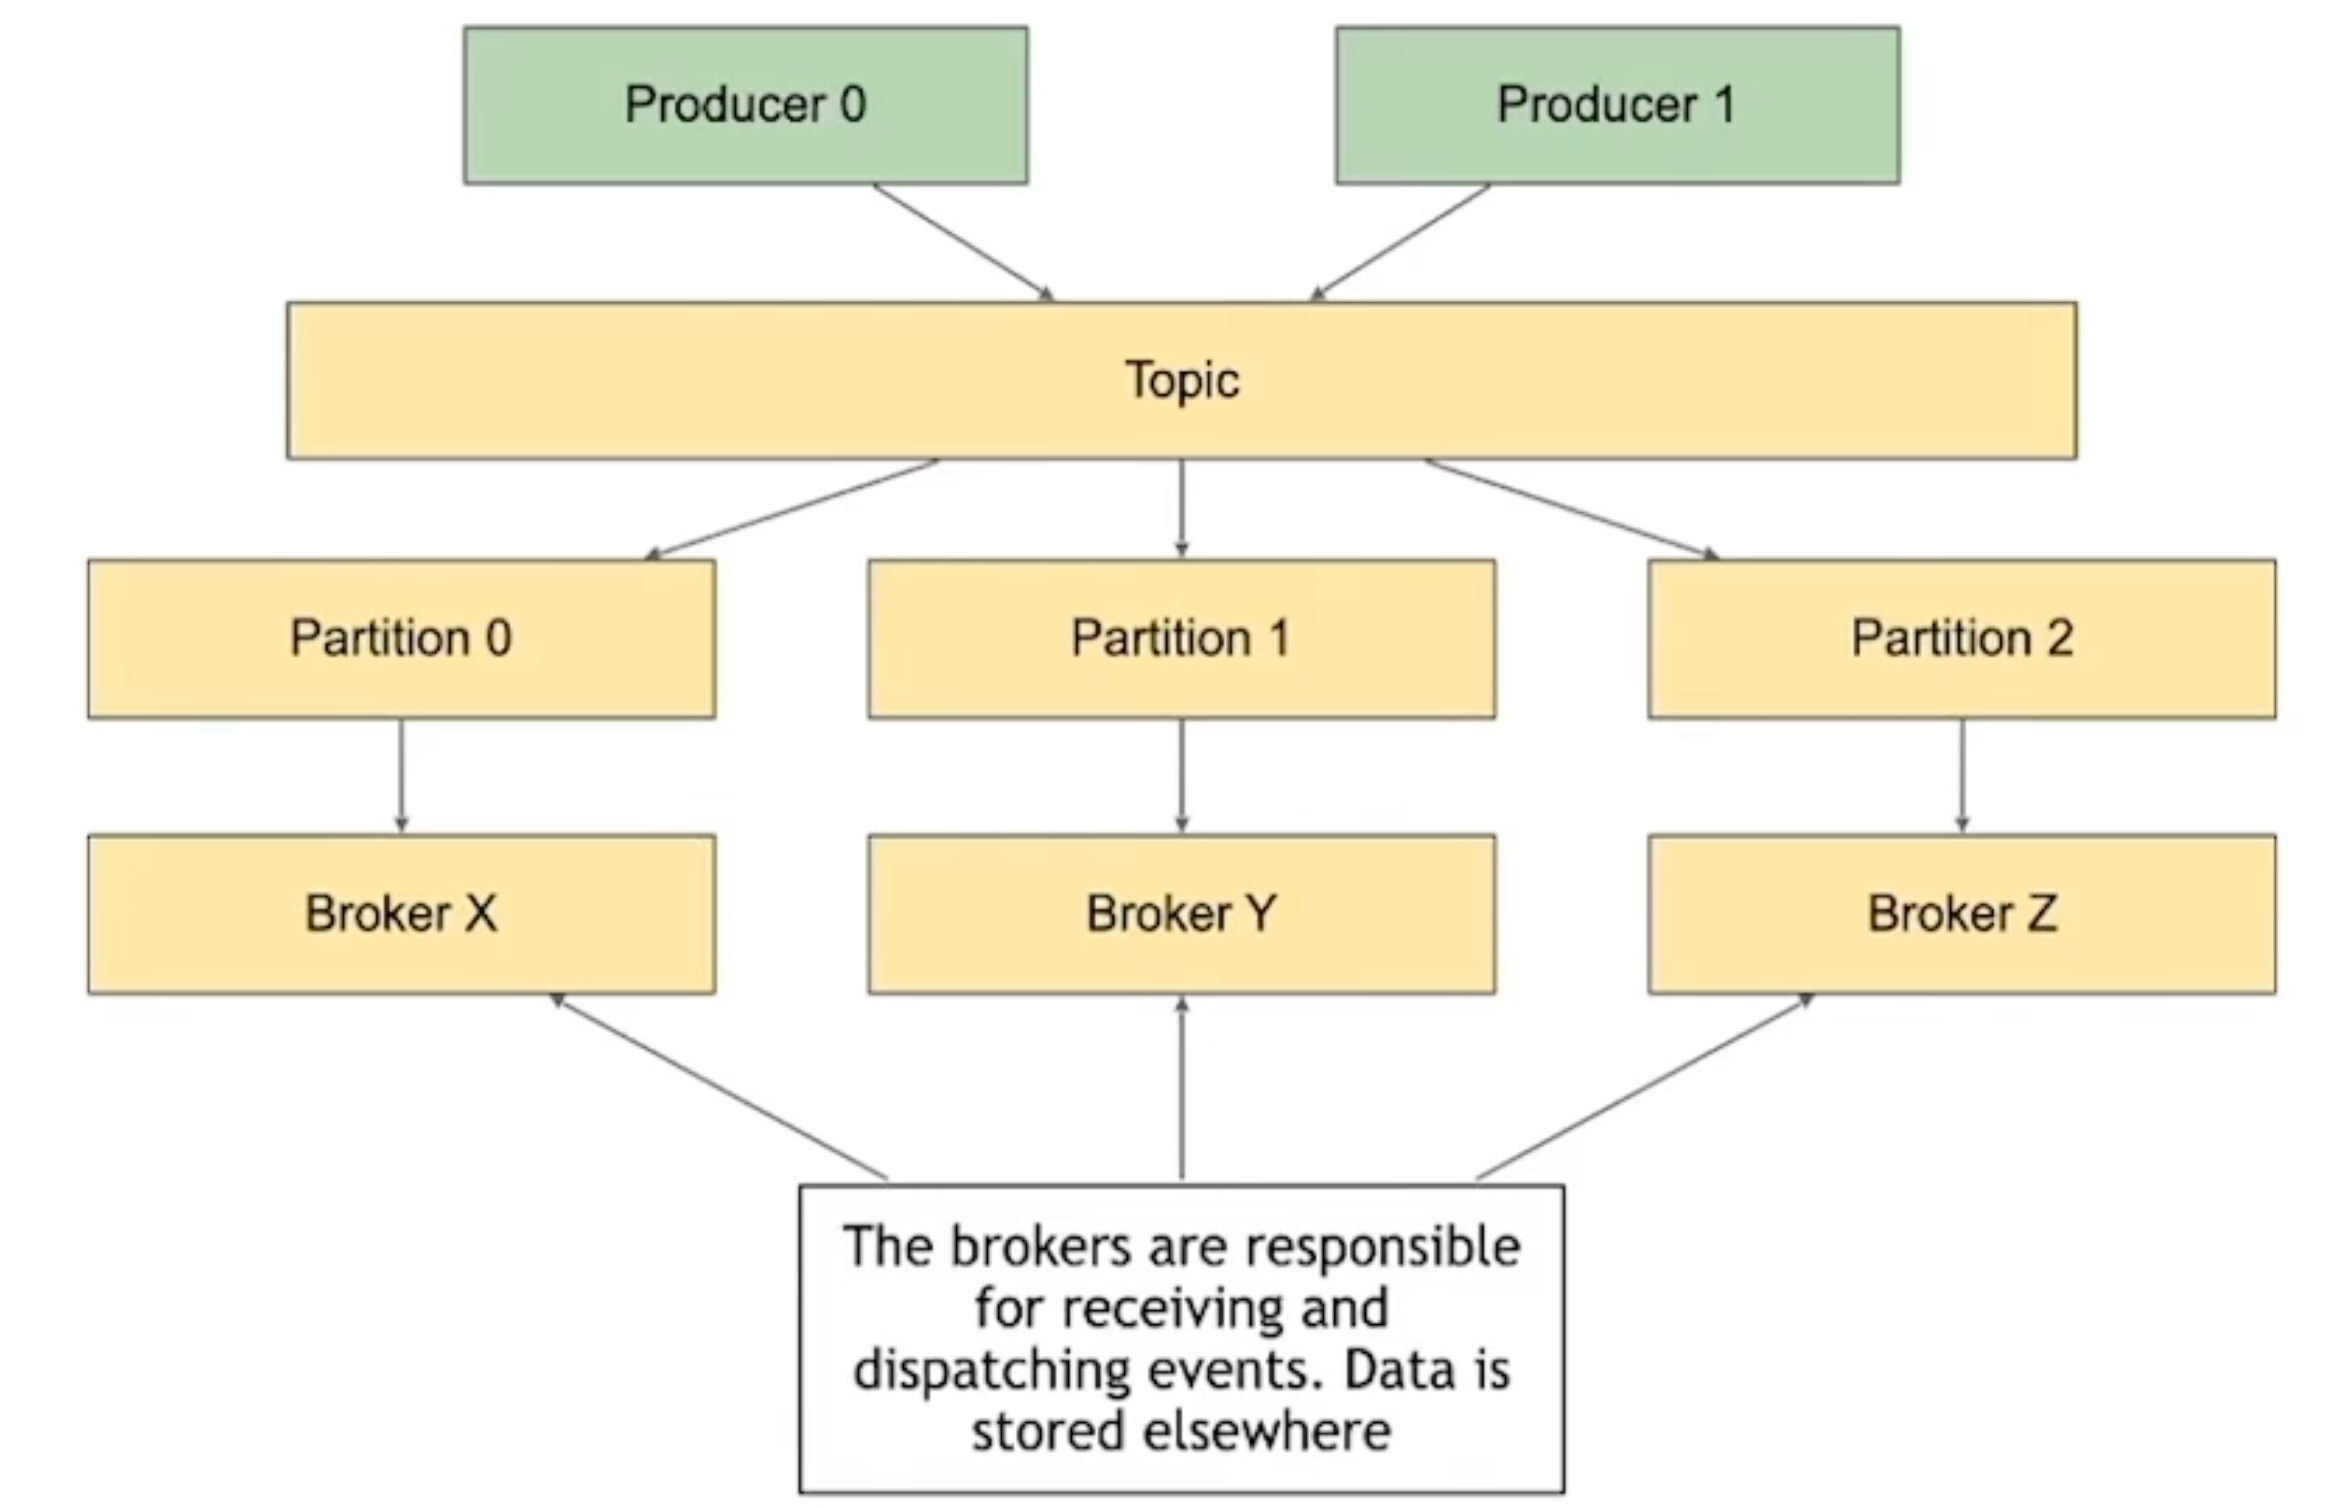 Producer 0
Producer 1
Topic
Partition 0
Partition 1
Partition 2
Broker X
Broker Y
Broker Z
The brokers are responsible
for receiving and
dispatching events. Data is
stored elsewhere